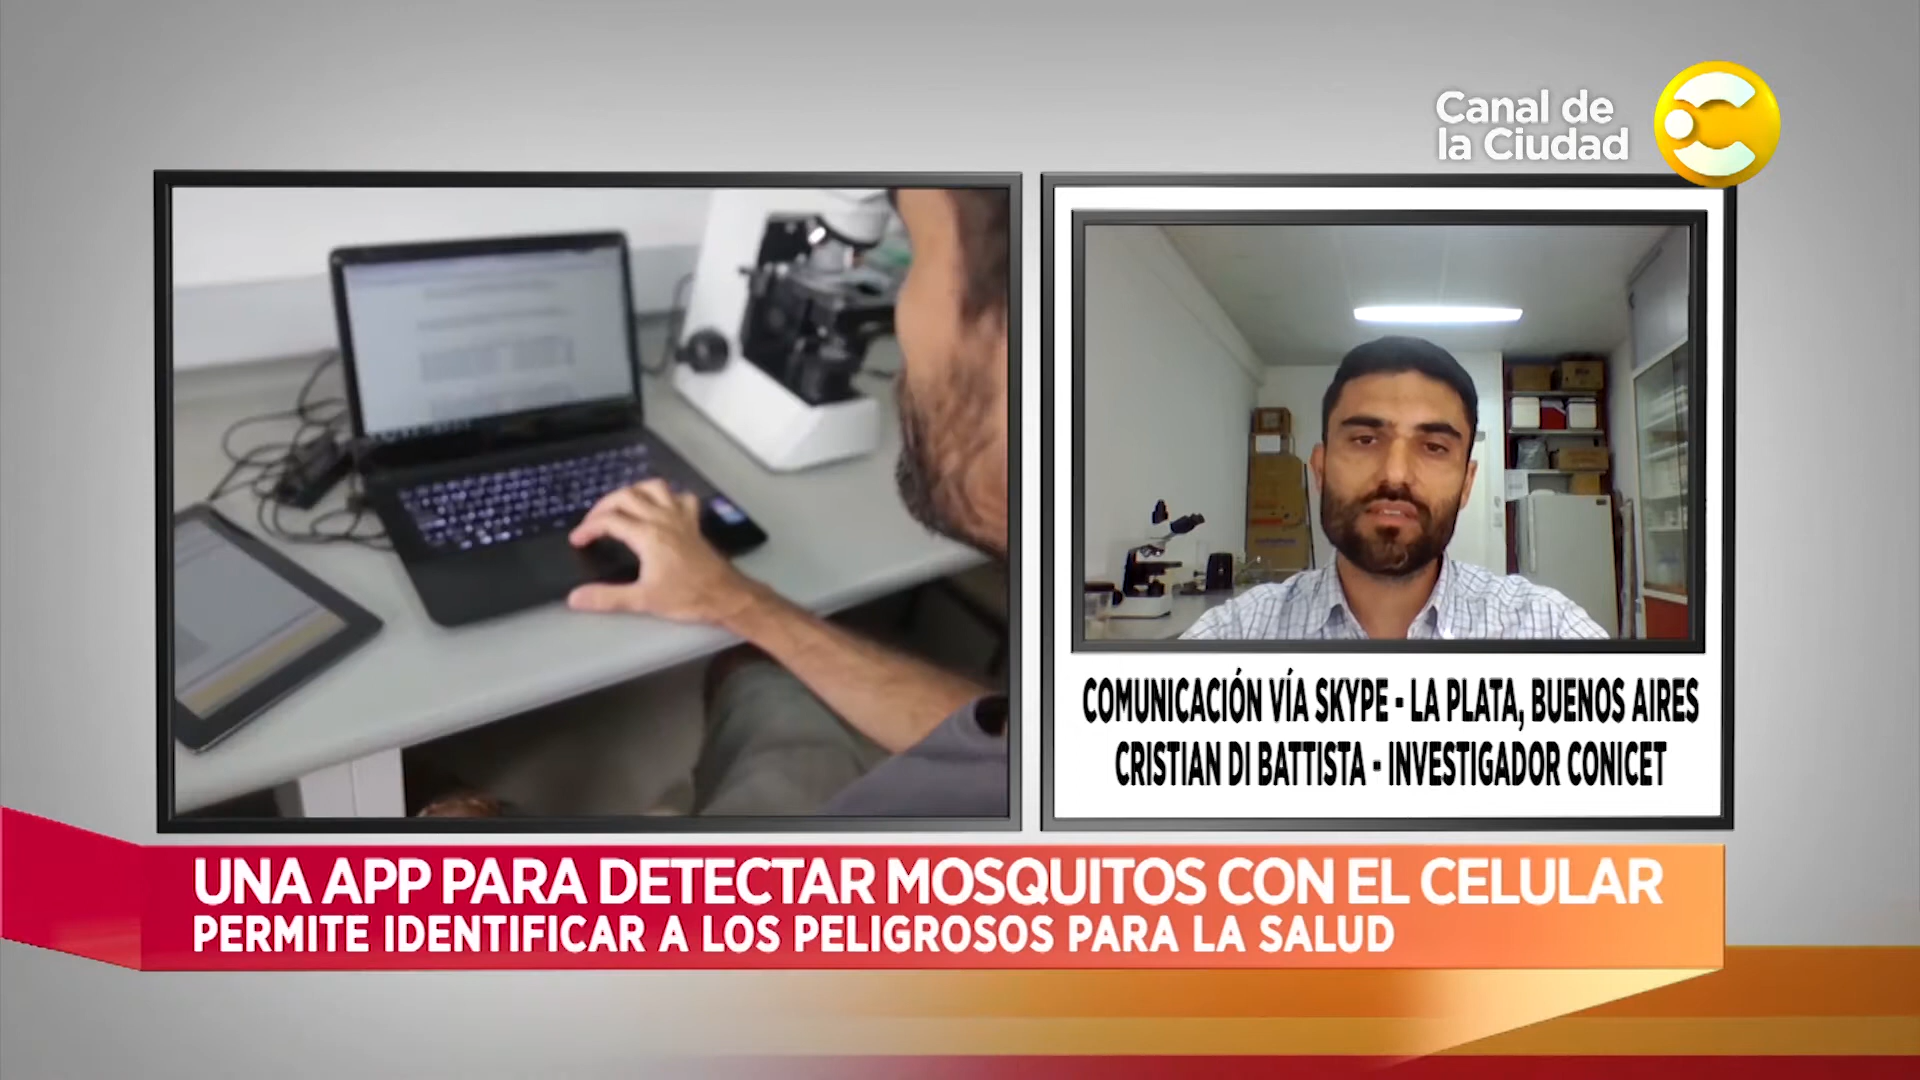 Canal de
la Ciudad
COMUNICACIÓN VÍA SKYPE - LA PLATA, BUENOS AIRES
CRISTIAN DI BATTISTA - INVESTIGADOR CONICET
UNA APP PARA DETECTAR MOSQUITOS CON EL CELULAR
PERMITE IDENTIFICAR A LOS PELIGROSOS PARA LA SALUD